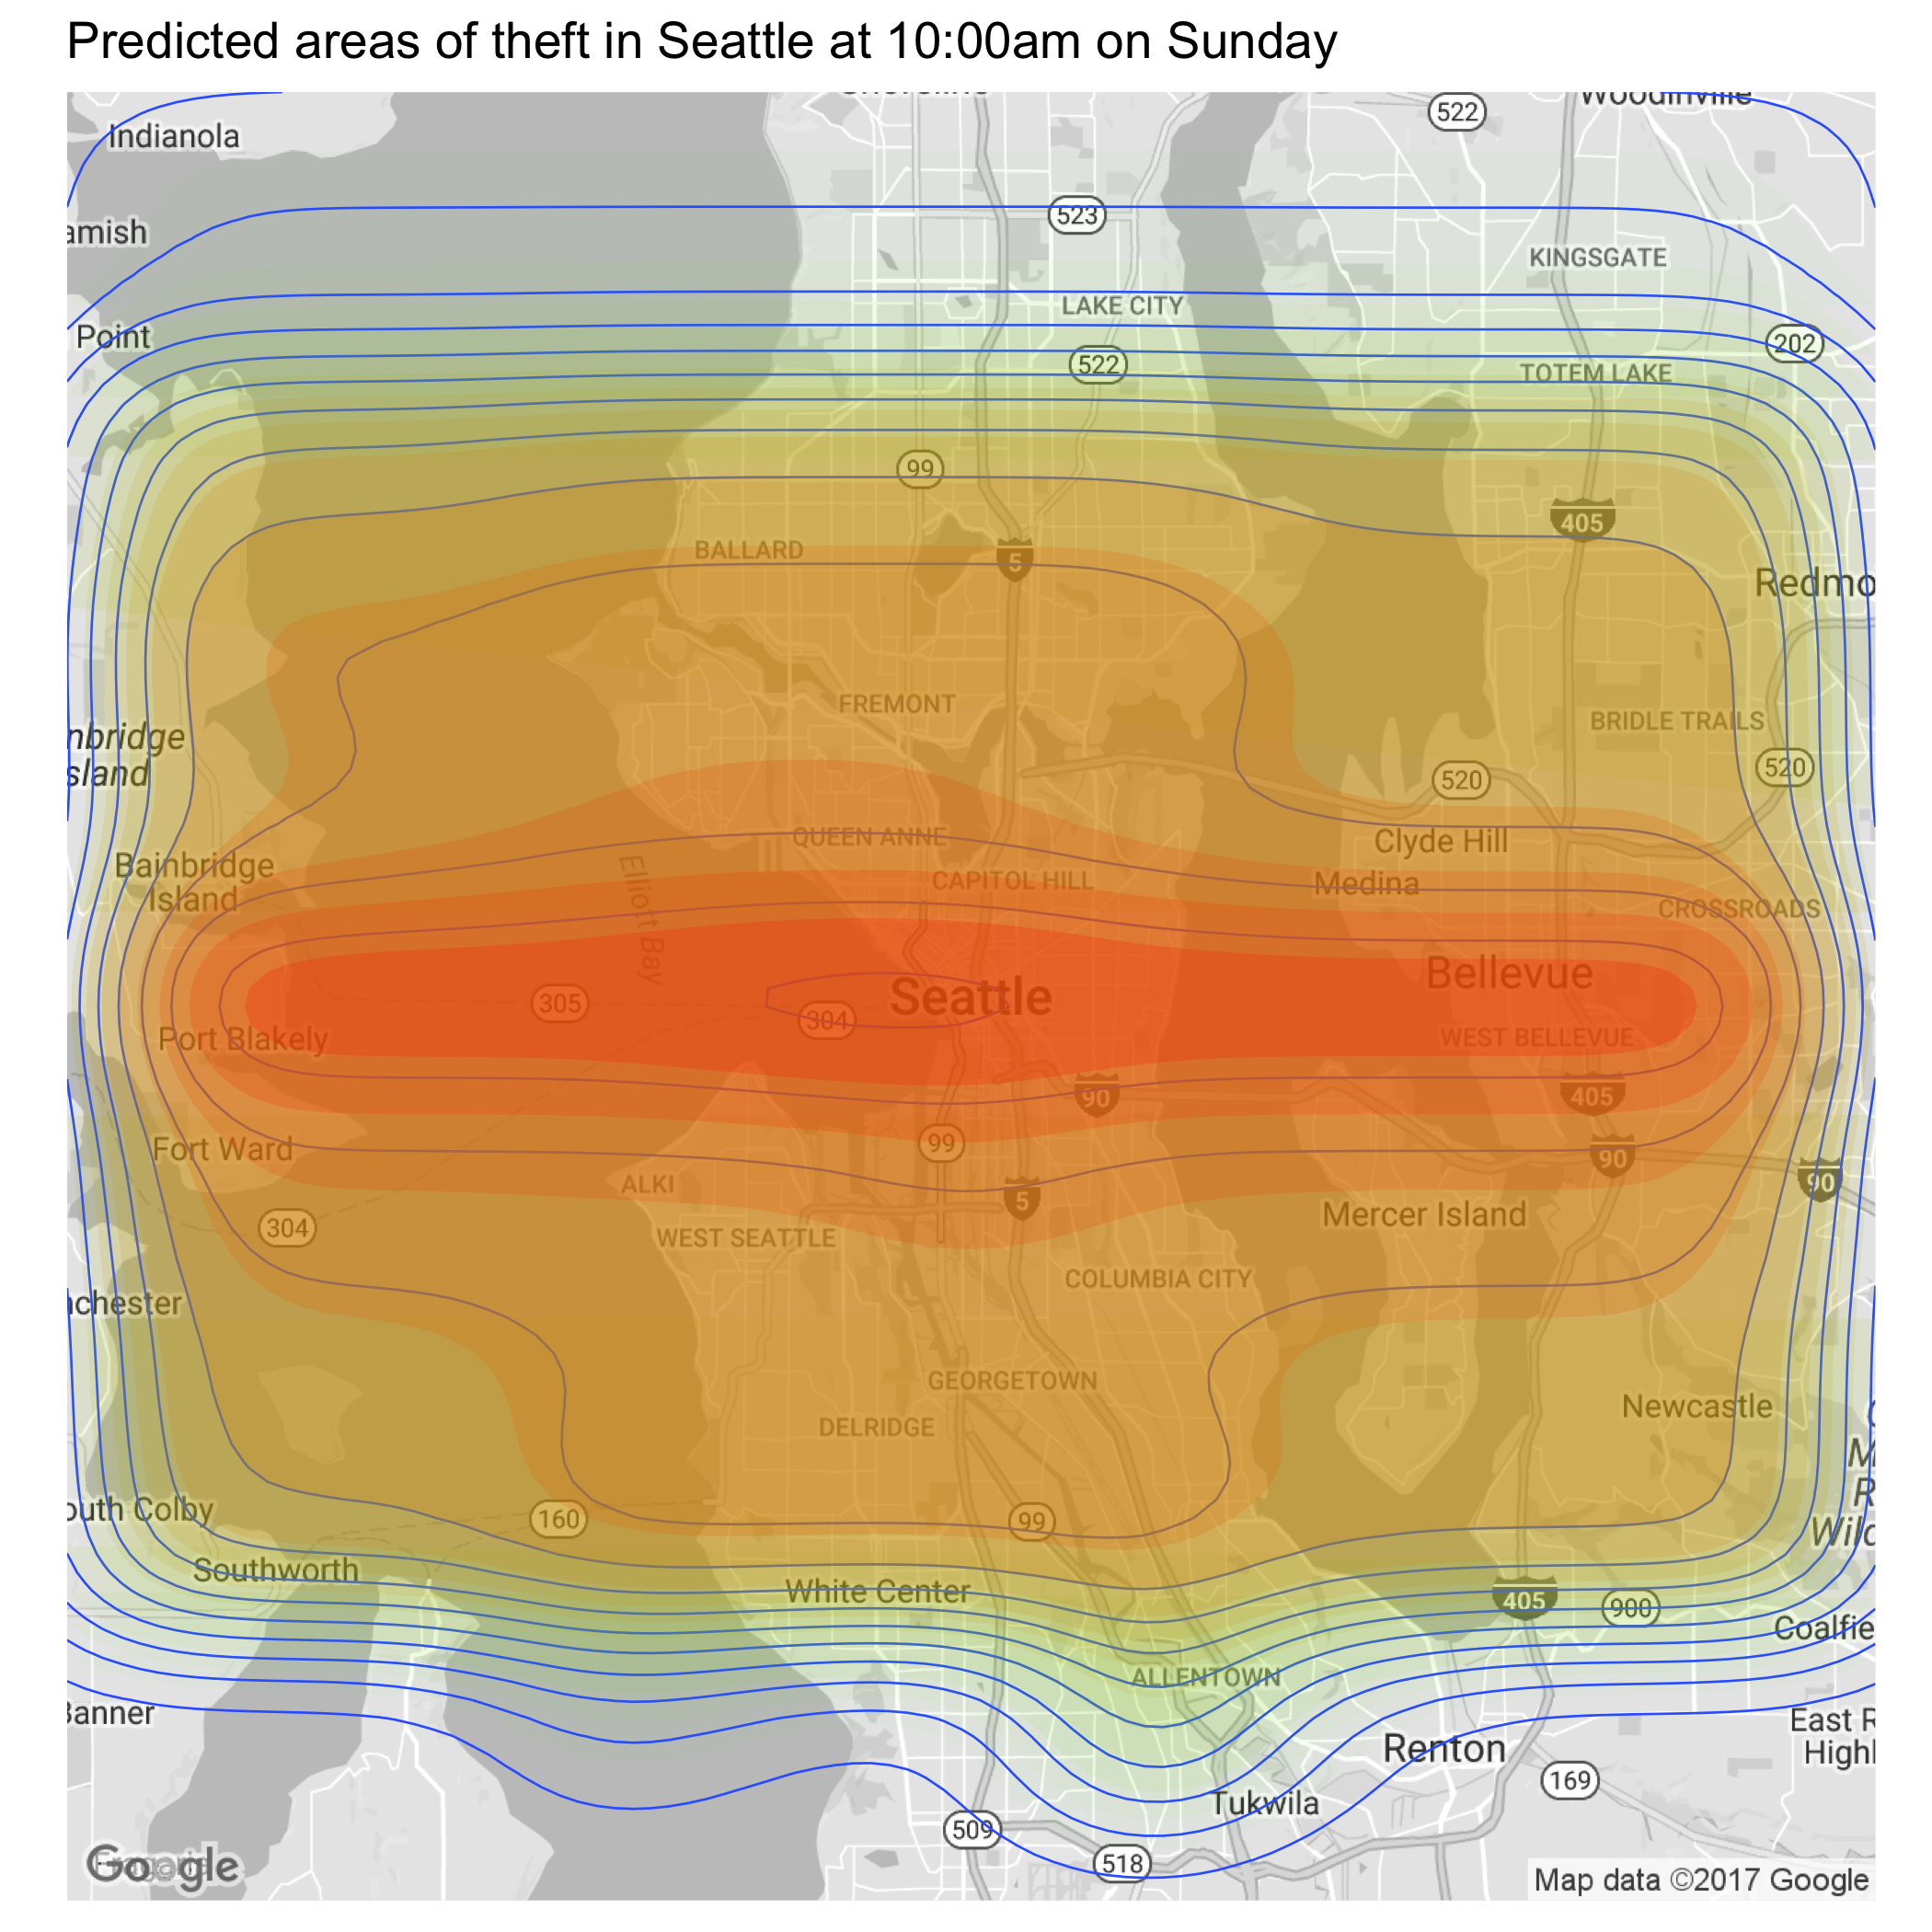 Predicted areas of theft in Seattle at 10:00am on Sunday
Woodinville
522
Indianola
523
amish
KINGSGATE
LAKE CITY
Point
202
522
TOTEM LAKE
99
405
BALLARD
5
Redmo
FREMONT
BRIDLE TRAILS
nbridge
sland
520
520
QUEEN ANNE
Clyde Hill
Bainbridge
Island
CAPITOL HILL
Medina
CROSSROADS
Elliott Bay
Bellevue
Seattle
305
304
Port Blakely
WEST BELLEVUE
90
405
99
Fort Ward
90
90
ALKI
5
304
WEST SEATTLE
Mercer Island
COLUMBIA CITY
nchester
GEORGETOWN
Newcastle
DELRIDGE
M
R
Wild
outh Colby
160
99
Southworth
White Center
405
900
Coalfie
ALLENTOWN
Banner
East R
Highl
Renton
169
Tukwila
509
518
Google
Map data ©2017 Google